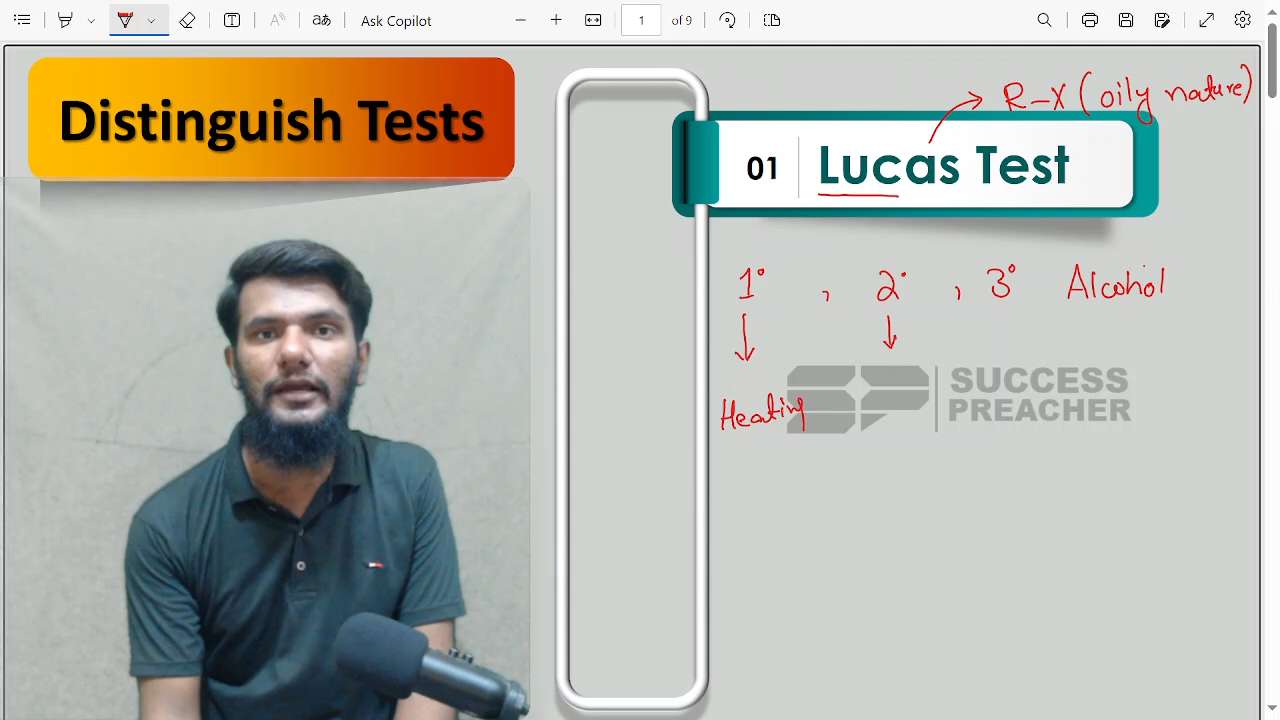 Ask Copilot
1 of 9
Distinguish Tests
R-X (oily nature)
01 Lucas Test
1° , 2° , 3° Alcohol
Heating
SUCCESS
PREACHER